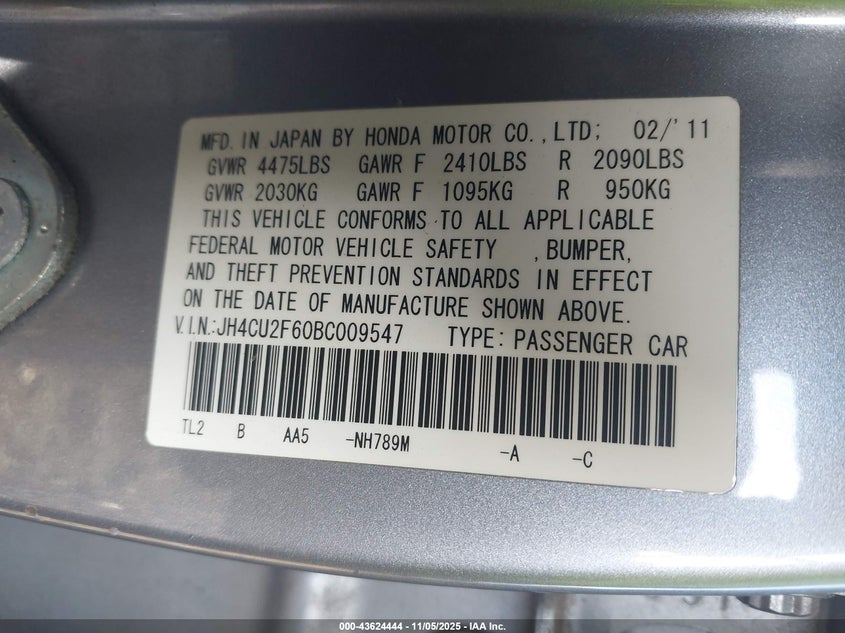 MFD. IN JAPAN BY HONDA MOTOR CO.,LTD; 02/'11
GVWR 4475LBS GAWR F 2410LBS R 2090LBS
GVWR 2030KG GAWR F 1095KG R 950KG
THIS VEHICLE CONFORMS TO ALL APPLICABLE
FEDERAL MOTOR VEHICLE SAFETY ,BUMPER,
AND THEFT PREVENTION STANDARDS IN EFFECT
ON THE DATE OF MANUFACTURE SHOWN ABOVE.
V.I.N.:JH4CU2F60BC009547 TYPE: PASSENGER CAR
TL2 B AA5 -NH789M -A -C
000-43624444 - 11/05/2025 - IAA Inc.